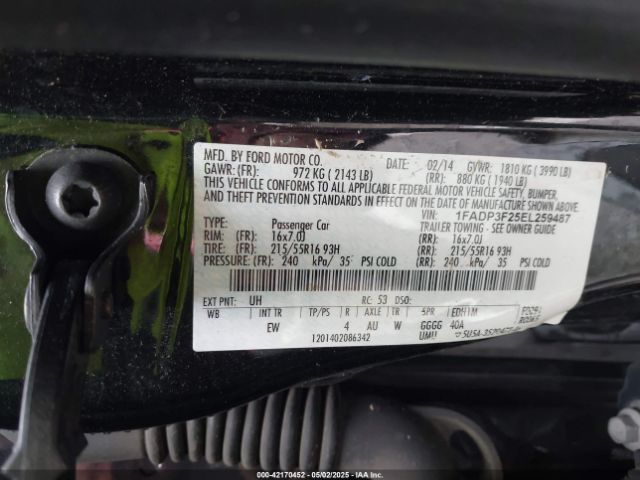 MFD. BY FORD MOTOR CO. DATE: 02/14 GVWR: 1810 KG ( 3990 LB)
GAWR: (FR): 972 KG ( 2143 LB) (RR): 880 KG ( 1940 LB)
THIS VEHICLE CONFORMS TO ALL APPLICABLE FEDERAL MOTOR VEHICLE SAFETY, BUMPER,
AND THEFT PREVENTION STANDARDS IN EFFECT ON THE DATE OF MANUFACTURE SHOWN ABOVE.
VIN: 1FADP3F25EL259487
TYPE: Passenger Car TRAILER TOWING - SEE OWNER GUIDE
RIM: (FR): 16x7.0J (RR): 16x7.0J
TIRE: (FR): 215/55R16 93H (RR): 215/55R16 93H
PRESSURE: (FR): 240 kPa/ 35 PSI COLD (RR): 240 kPa/ 35 PSI COLD
EXT PNT: UH RC: 53 DSO:
WB INT TR TP/PS R AXLE TR SPR
EW 4 AU W GGGG 40A
UMU
1201402086342
000-42170452 - 05/02/2025 - IAAI.COM